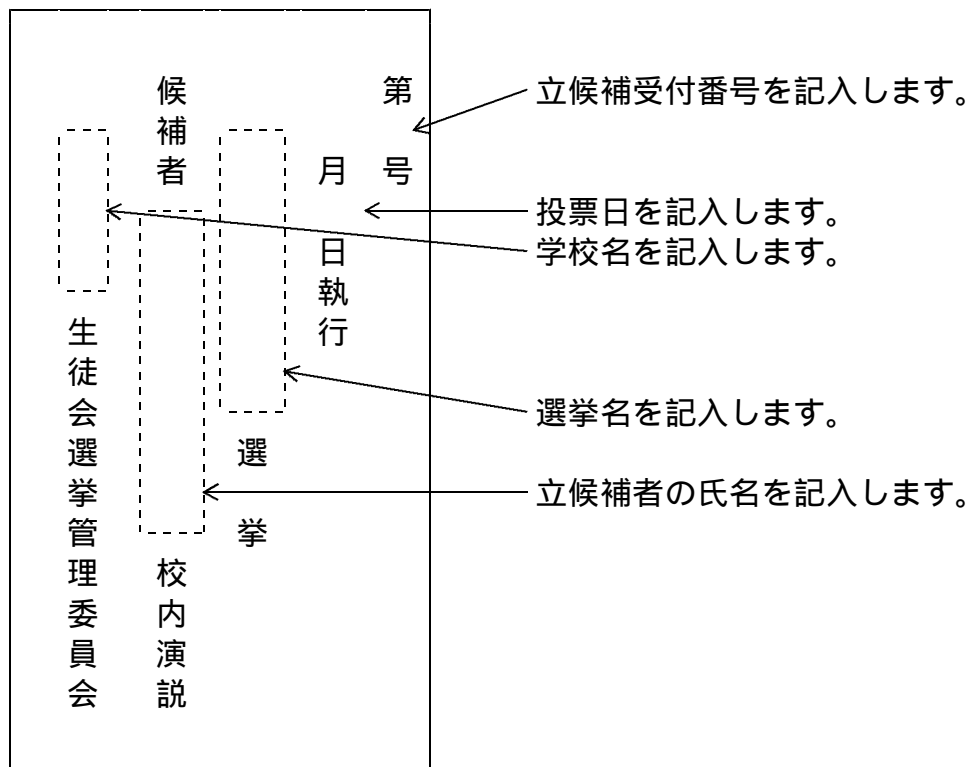 第　号
月　日執行
選　挙
候補者
校内演説
生徒会選挙管理委員会
立候補受付番号を記入します。
投票日を記入します。
学校名を記入します。
選挙名を記入します。
立候補者の氏名を記入します。